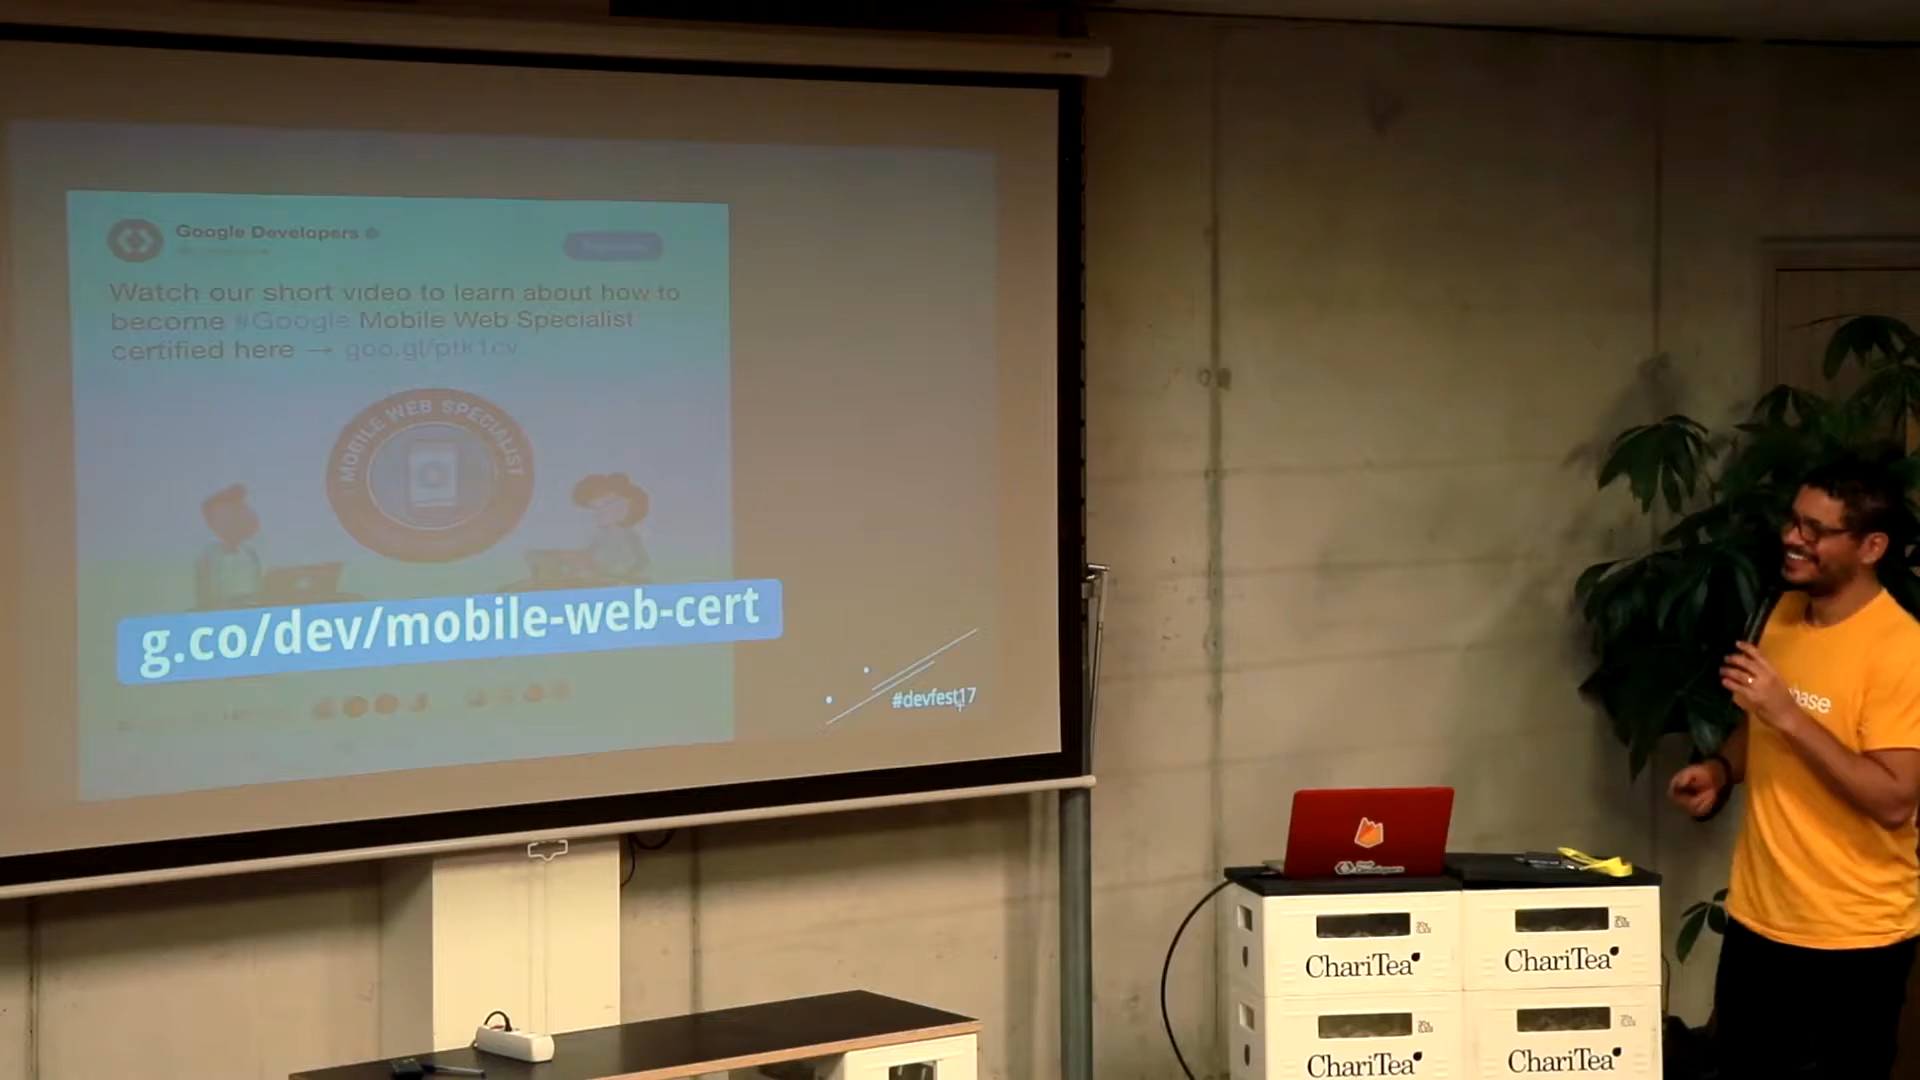 Google Developers
Watch our short video to learn about how to
become #Google Mobile Web Specialist
certified here → goo.gl/ptk1cv
MOBILE WEB SPECIALIST
g.co/dev/mobile-web-cert
#devfest17
base
ChariTea
ChariTea
ChariTea
ChariTea